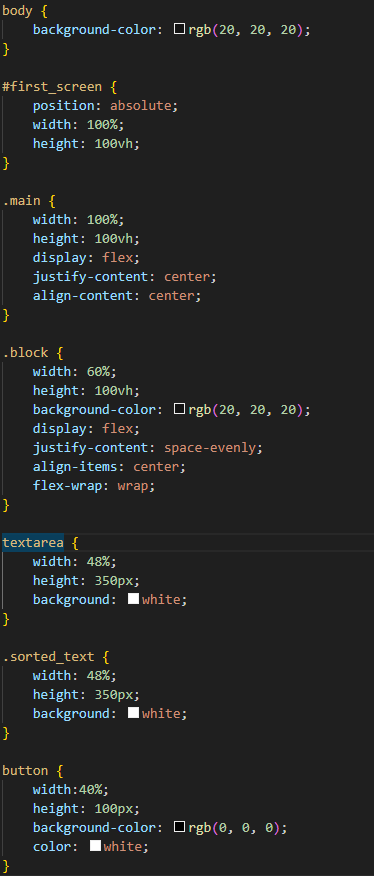 body {
    background-color: rgb(20, 20, 20);
}

#first_screen {
    position: absolute;
    width: 100%;
    height: 100vh;
}

.main {
    width: 100%;
    height: 100vh;
    display: flex;
    justify-content: center;
    align-content: center;
}

.block {
    width: 60%;
    height: 100vh;
    background-color: rgb(20, 20, 20);
    display: flex;
    justify-content: space-evenly;
    align-items: center;
    flex-wrap: wrap;
}

textarea {
    width: 48%;
    height: 350px;
    background: white;
}

.sorted_text {
    width: 48%;
    height: 350px;
    background: white;
}

button {
    width:40%;
    height: 100px;
    background-color: rgb(0, 0, 0);
    color: white;
}